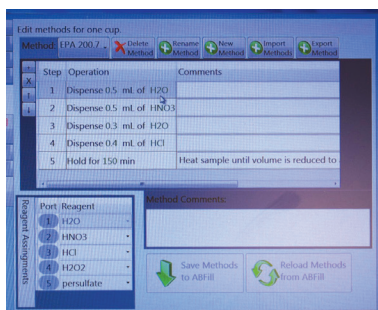 Edit methods for one cup.
Method: EPA 200.7 Delete Method Rename Method New Method Import Method Export Method
Step Operation Comments
1 Dispense 0.5 mL of H2O
2 Dispense 0.5 mL of HNO3
3 Dispense 0.3 mL of H2O
4 Dispense 0.4 mL of HCl
5 Hold for 150 min Heat sample until volume is reduced to
Reagent Assingments
Port Reagent
1 H2O
2 HNO3
3 HCl
4 H2O2
5 persulfate
Method Comments:
Save Methods to ABFill
Reload Methods from ABFill